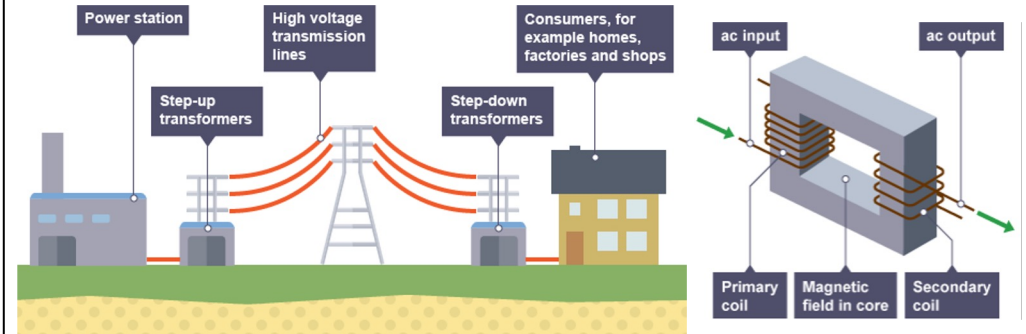 Power station
High voltage
transmission
lines
Consumers, for
example homes,
factories and shops
Step-up
transformers
Step-down
transformers
ac input
ac output
Primary
coil
Magnetic
field in core
Secondary
coil